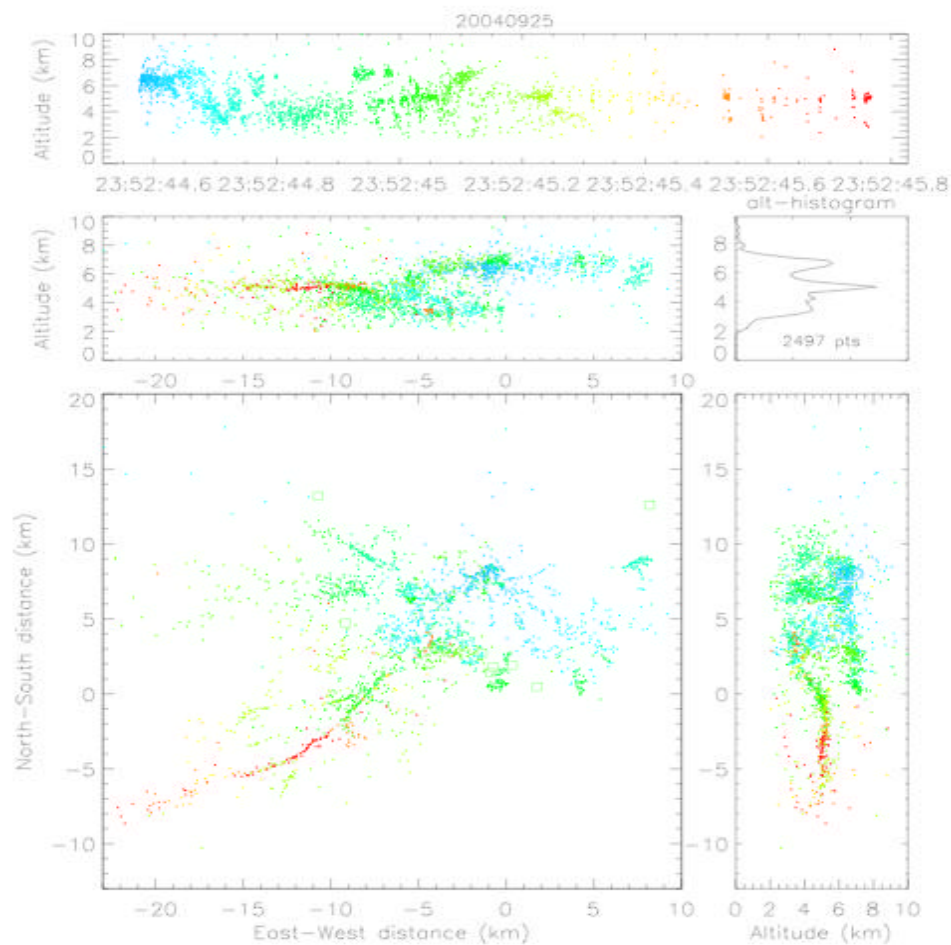 20040925
Altitude (km)
10
8
6
4
2
0
23:52:44.6 23:52:44.8 23:52:45 23:52:45.2 23:52:45.4 23:52:45.6 23:52:45.8
alt-histogram
Altitude (km)
10
8
6
4
2
0
-20 -15 -10 -5 0 5 10
8
6
4
2
0
2497 pts
North-South distance (km)
20
15
10
5
0
-5
-10
-20 -15 -10 -5 0 5 10
East-West distance (km)
20
15
10
5
0
-5
-10
0 2 4 6 8 10
Altitude (km)